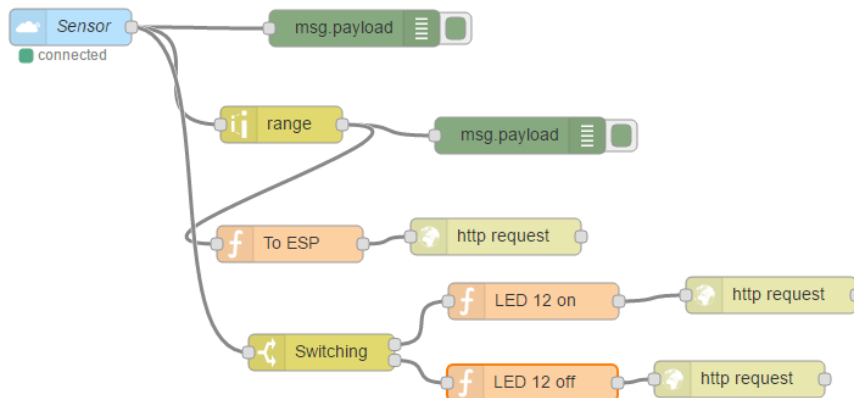 Sensor
msg.payload
connected
range
msg.payload
To ESP
http request
LED 12 on
http request
Switching
LED 12 off
http request